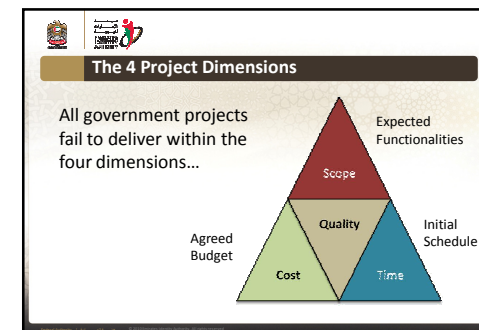 The 4 Project Dimensions
All government projects
fail to deliver within the
four dimensions...
Expected
Functionalities
Scope
Quality
Agreed
Budget
Initial
Schedule
Cost
Time